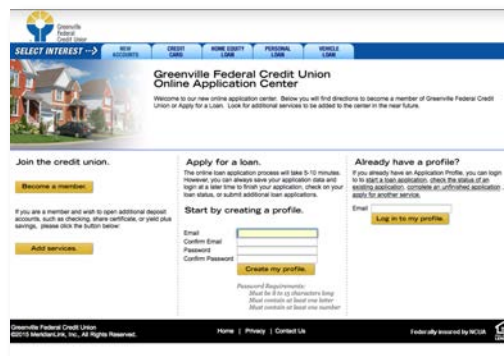 Greenville
Federal
Credit Union
SELECT INTEREST --> NEW ACCOUNTS CREDIT CARD HOME EQUITY LOAN PERSONAL LOAN VEHICLE LOAN
Greenville Federal Credit Union
Online Application Center
Welcome to our new online application center. Below you will find directions to become a member of Greenville Federal Credit
Union or Apply for a Loan. Look for additional services to be added to the center in the near future.
Join the credit union.
Become a member.
If you are a member and wish to open additional deposit
accounts, such as checking, share certificate, or yield plus
savings, please click the button below:
Add services.
Apply for a loan.
The online loan application process will take 5-10 minutes.
However, you can always save your application data and
login at a later time to finish your application, check on your
loan status, or submit additional loan applications.
Start by creating a profile.
Email
Confirm Email
Password
Confirm Password
Create my profile.
Password Requirements:
Must be 8 to 15 characters long
Must contain at least one letter
Must contain at least one number
Already have a profile?
If you already have an Application Profile, you can login
to to start a loan application, check the status of an
existing application, complete an unfinished application
apply for another service.
Email
Log in to my profile.
Greenville Federal Credit Union
©2015 MeridianLink, Inc., All Rights Reserved.
Home | Privacy | Contact Us
Federally insured by NCUA